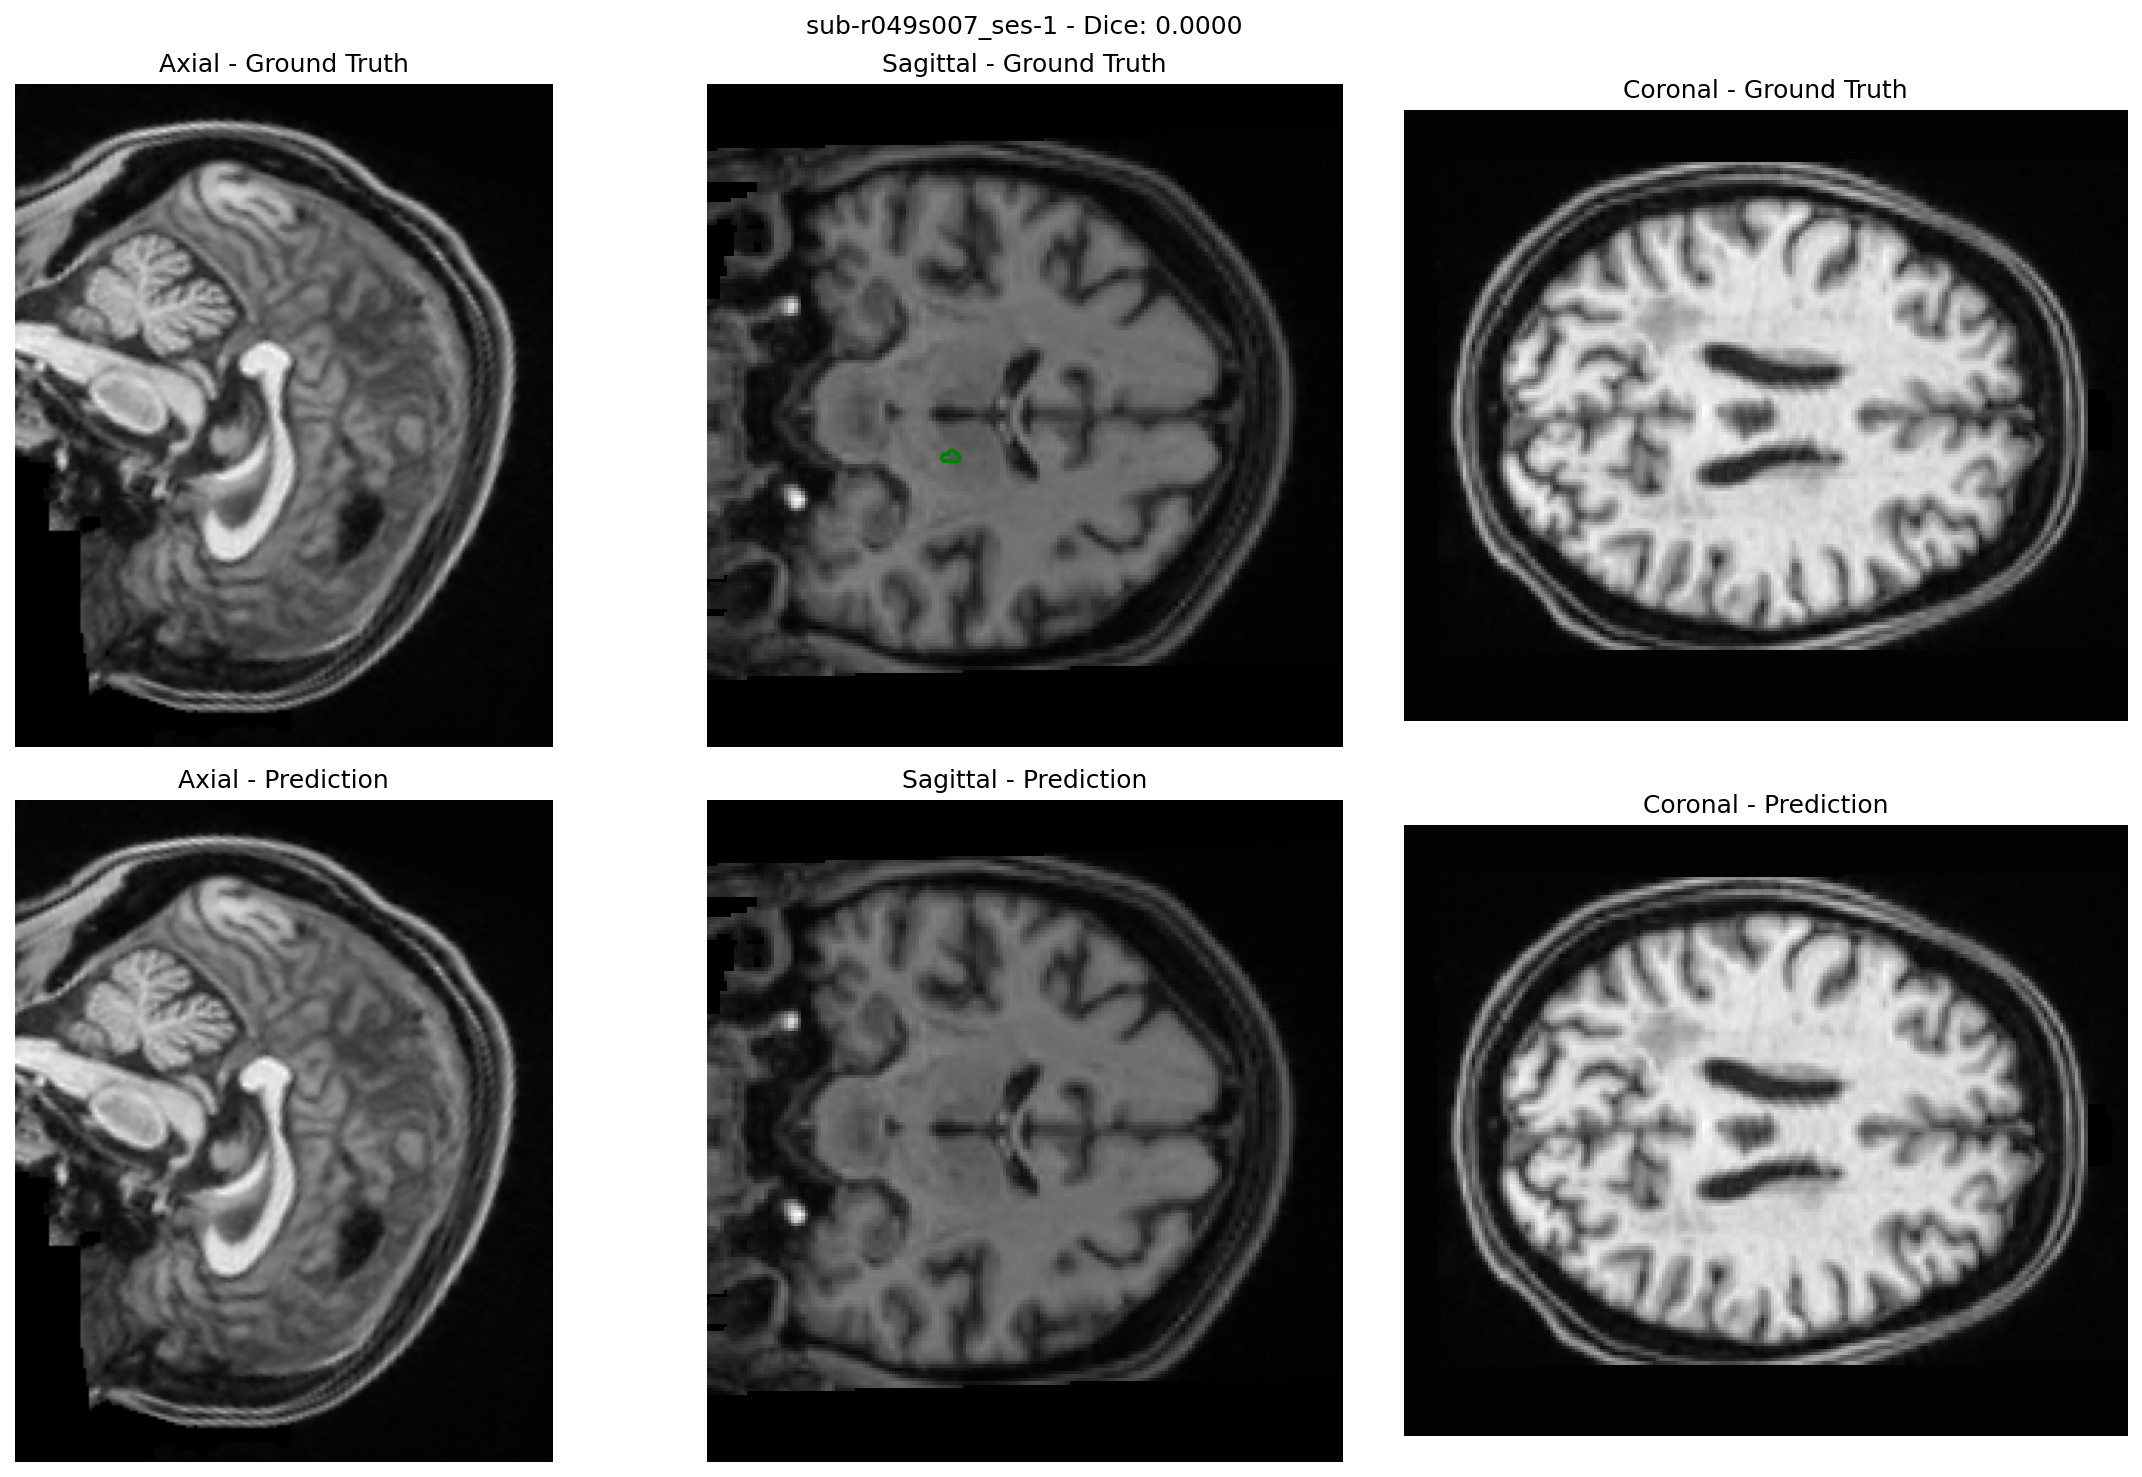 sub-r049s007_ses-1 - Dice: 0.0000
Axial - Ground Truth
Sagittal - Ground Truth
Coronal - Ground Truth
Axial - Prediction
Sagittal - Prediction
Coronal - Prediction